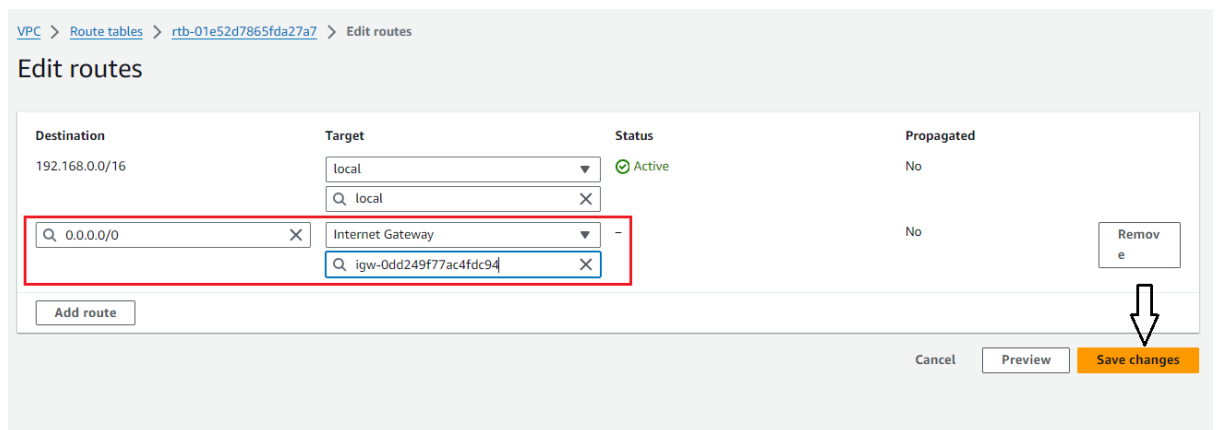 VPC > Route tables > rtb-01e52d7865fda27a7 > Edit routes
Edit routes
Destination Target Status Propagated
192.168.0.0/16 local Active No
local
0.0.0.0/0 Internet Gateway – No Remov
e
igw-0dd249f77ac4fdc94
Add route
Cancel Preview Save changes